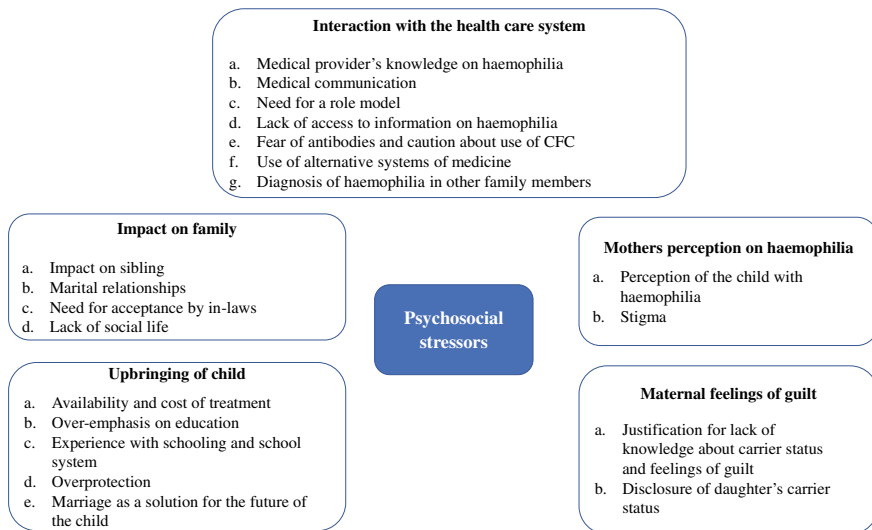 Interaction with the health care system
a. Medical provider's knowledge on haemophilia
b. Medical communication
c. Need for a role model
d. Lack of access to information on haemophilia
e. Fear of antibodies and caution about use of CFC
f. Use of alternative systems of medicine
g. Diagnosis of haemophilia in other family members
Impact on family
a. Impact on sibling
b. Marital relationships
c. Need for acceptance by in-laws
d. Lack of social life
Mothers perception on haemophilia
a. Perception of the child with
haemophilia
b. Stigma
Psychosocial
stressors
Upbringing of child
a. Availability and cost of treatment
b. Over-emphasis on education
c. Experience with schooling and school
system
d. Overprotection
e. Marriage as a solution for the future of
the child
Maternal feelings of guilt
a. Justification for lack of
knowledge about carrier status
and feelings of guilt
b. Disclosure of daughter's carrier
status